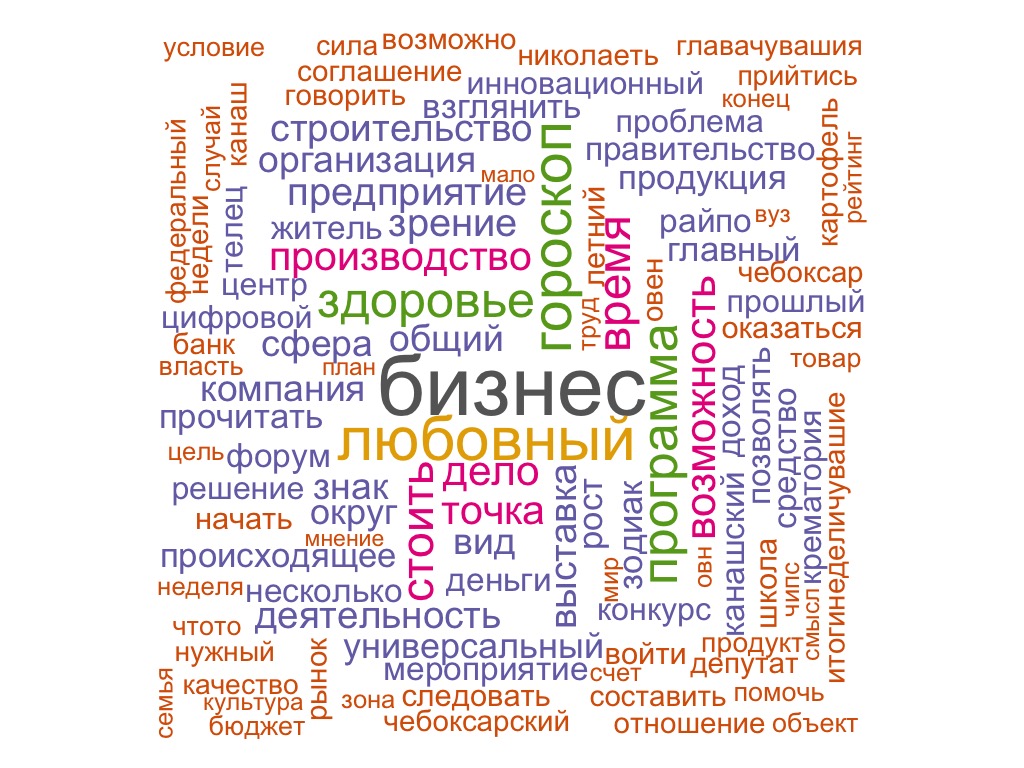 условие
сила
возможно
николаеть
главачувашия
соглашение
инновационный
прийтись
говорить
взглянить
конец
строительство
проблема
организация
правительство
мало
предприятие
продукция
житель
зрение
райпо
вуз
главный
производство
чебоксар
центр
здоровье
прошлый
цифровой
оказаться
банк
сфера
общий
товар
власть
план
компания
бизнес
прочитать
любовный
цель
форум
дело
решение
знак
начать
округ
точка
мнение
вид
происходящее
неделя
несколько
деньги
деятельность
конкурс
чтото
нужный
универсальный
войти
продукт
мероприятие
счет
депутат
качество
культура
зона
следовать
составить
помочь
бюджет
чебоксарский
отношение
объект
федеральный
недели
случай
канаш
телец
гороскоп
летний
труд
время
овен
программа
возможность
картофель
рейтинг
доход
канашский
позволять
средство
крематория
итогинеделичувашие
стоить
выставка
рост
зодиак
мир
овн
школа
чипс
смысл
рынок
семья